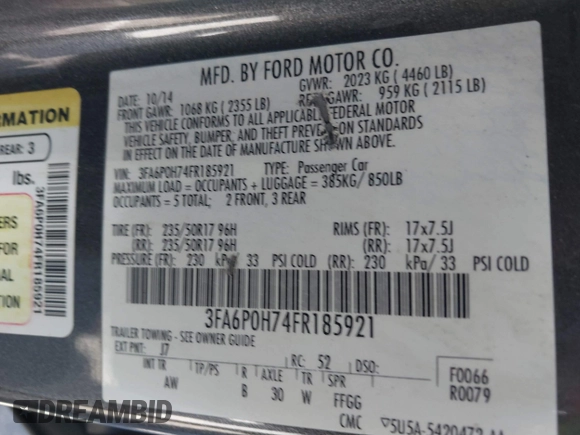 MFD. BY FORD MOTOR CO.
DATE: 10/14 GVWR: 2023 KG ( 4460 LB)
FRONT GAWR: 1068 KG ( 2355 LB) GAWR: 959 KG ( 2115 LB)
THIS VEHICLE CONFORMS TO ALL APPLICABLE FEDERAL MOTOR
VEHICLE SAFETY, BUMPER, AND THEFT PREVENTION STANDARDS
IN EFFECT ON THE DATE OF MANUFACTURE SHOWN ABOVE.
VIN: 3FA6P0H74FR185921 TYPE: Passenger Car
MAXIMUM LOAD = OCCUPANTS + LUGGAGE = 385KG/ 850LB
OCCUPANTS = 5 TOTAL: 2 FRONT, 3 REAR
TIRE (FR): 235/50R17 96H RIMS (FR): 17x7.5J
(RR): 235/50R17 96H (RR): 17x7.5J
PRESSURE (FR): 230 kPa/ 33 PSI COLD (RR): 230 kPa/ 33 PSI COLD
3FA6P0H74FR185921
TRAILER TOWING - SEE OWNER GUIDE
EXT PNT: J7 RC: 52 DSO:
INT TR TP/PS R AXLE TR SPR
AW B 30 W FFGG
CMC
F0066
R0079
5U5A-5420472-AA
RMATION
REAR: 3
lbs.
3FA6P0H74FR185921
ERS
FOR
AL
TION
DREAMBID